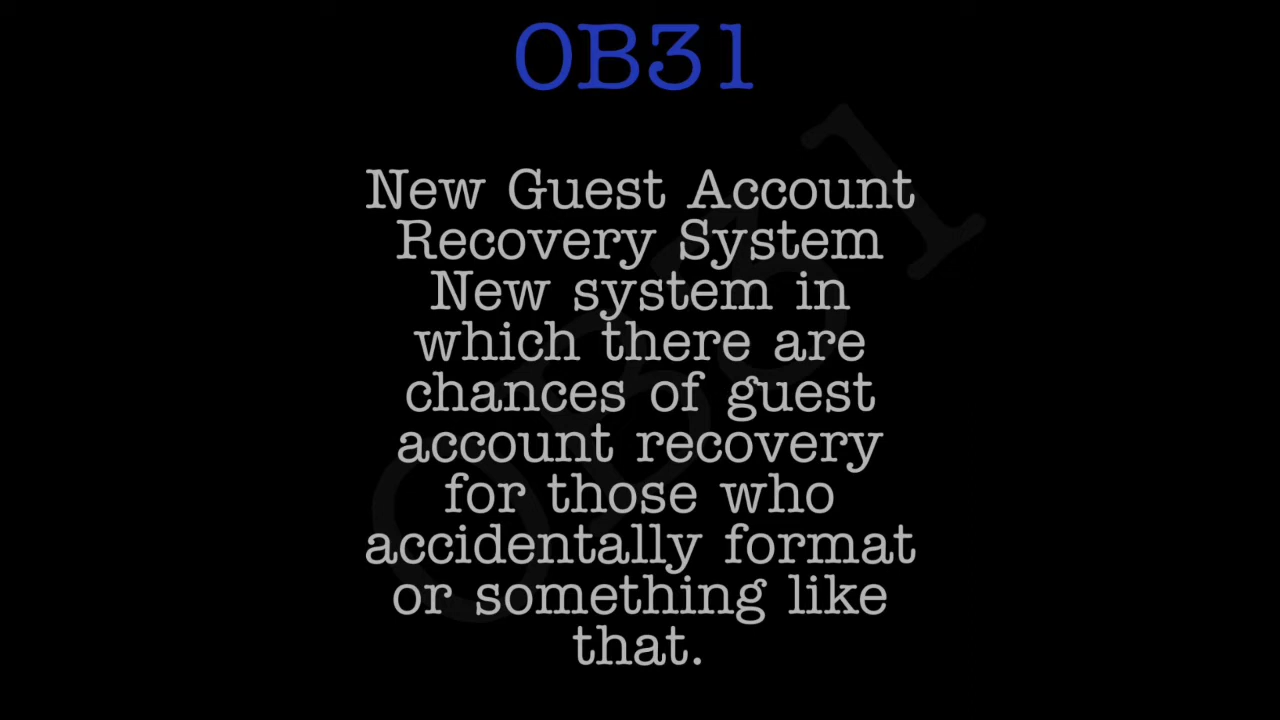 OB31
New Guest Account
Recovery System
New system in
which there are
chances of guest
account recovery
for those who
accidentally format
or something like
that.
OB31